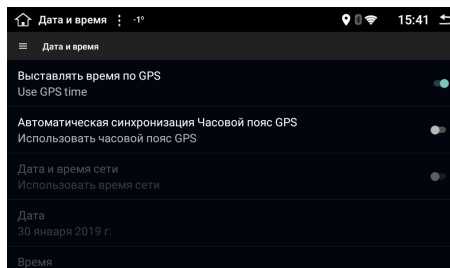 Дата и время -1°
15:41
Дата и время
Выставлять время по GPS
Use GPS time
Автоматическая синхронизация Часовой пояс GPS
Использовать часовой пояс GPS
Дата и время сети
Использовать время сети
Дата
30 января 2019 г.
Время